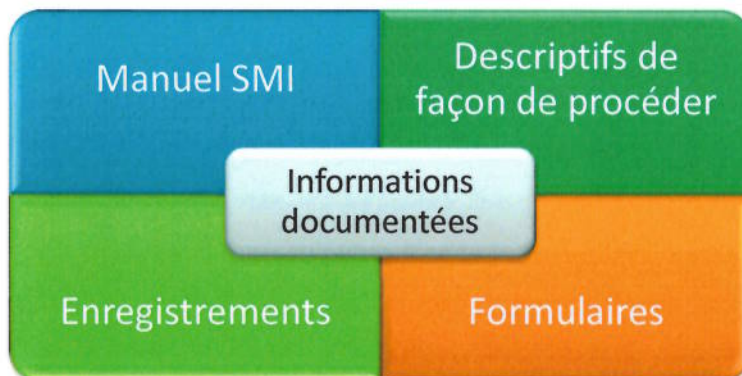 Manuel SMI
Descriptifs de
façon de procéder
Informations
documentées
Enregistrements
Formulaires